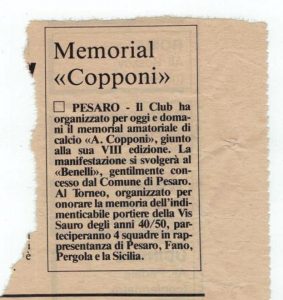 Memorial
«Copponi»
□ PESARO - Il Club ha
organizzato per oggi e doma-
ni il memorial amatoriale di
calcio «A. Copponi», giunto
alla sua VIII edizione. La
manifestazione si svolgerà al
«Benelli», gentilmente con-
cesso dal Comune di Pesaro.
Al Torneo, organizzato per
onorare la memoria dell'indi-
menticabile portiere della Vis
Sauro degli anni 40/50, par-
teciperanno 4 squadre in rap-
presentanza di Pesaro, Fano,
Pergola e la Sicilia.